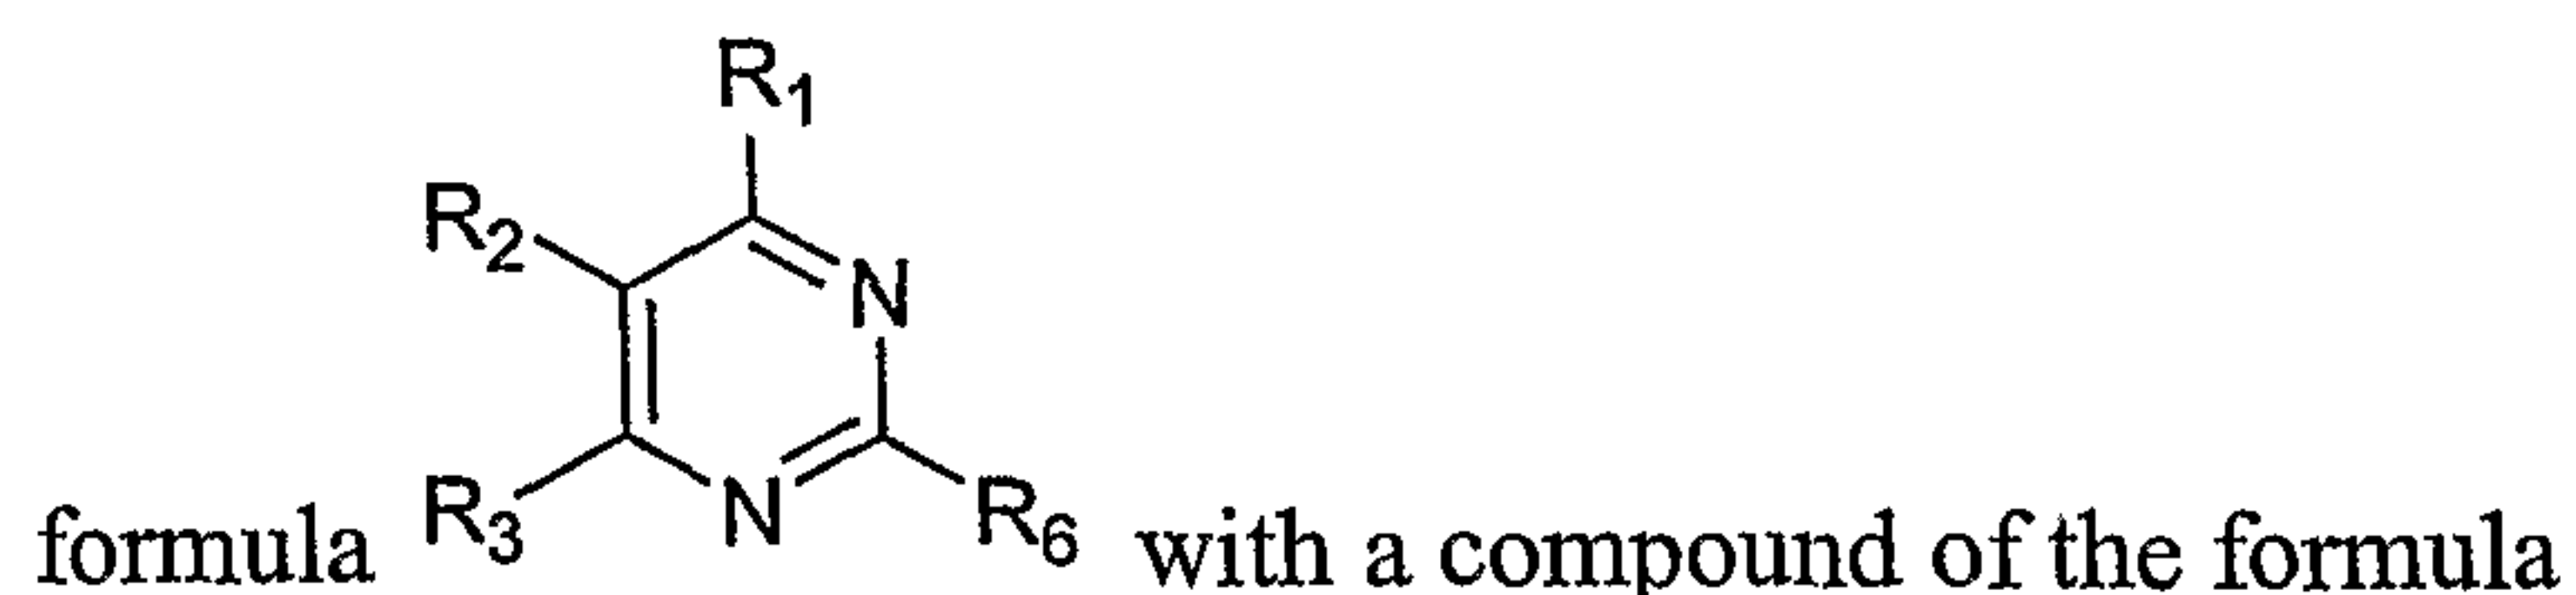 R1
R2
N
formula R3 N R6 with a compound of the formula